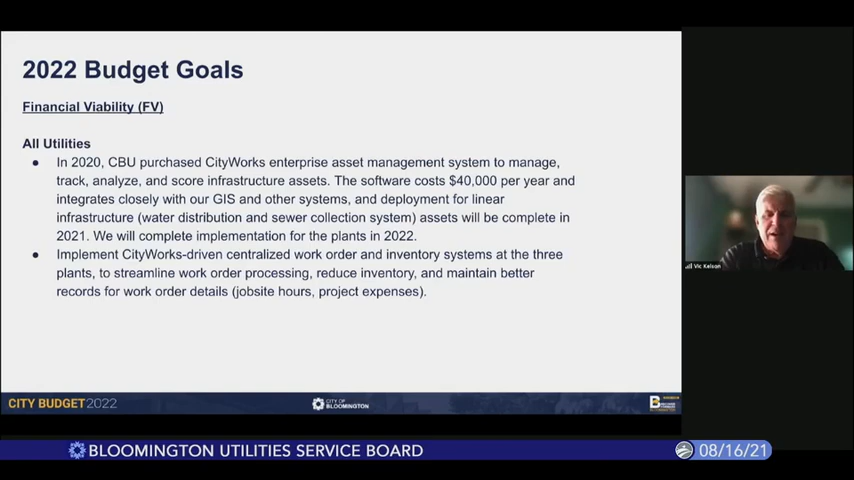 2022 Budget Goals
Financial Viability (FV)
All Utilities
● In 2020, CBU purchased CityWorks enterprise asset management system to manage,
track, analyze, and score infrastructure assets. The software costs $40,000 per year and
integrates closely with our GIS and other systems, and deployment for linear
infrastructure (water distribution and sewer collection system) assets will be complete in
2021. We will complete implementation for the plants in 2022.
● Implement CityWorks-driven centralized work order and inventory systems at the three
plants, to streamline work order processing, reduce inventory, and maintain better
records for work order details (jobsite hours, project expenses).
Vic Kelson
CITY BUDGET2022
CITY OF
BLOOMINGTON
B
BLOOMINGTON UTILITIES SERVICE BOARD
08/16/21